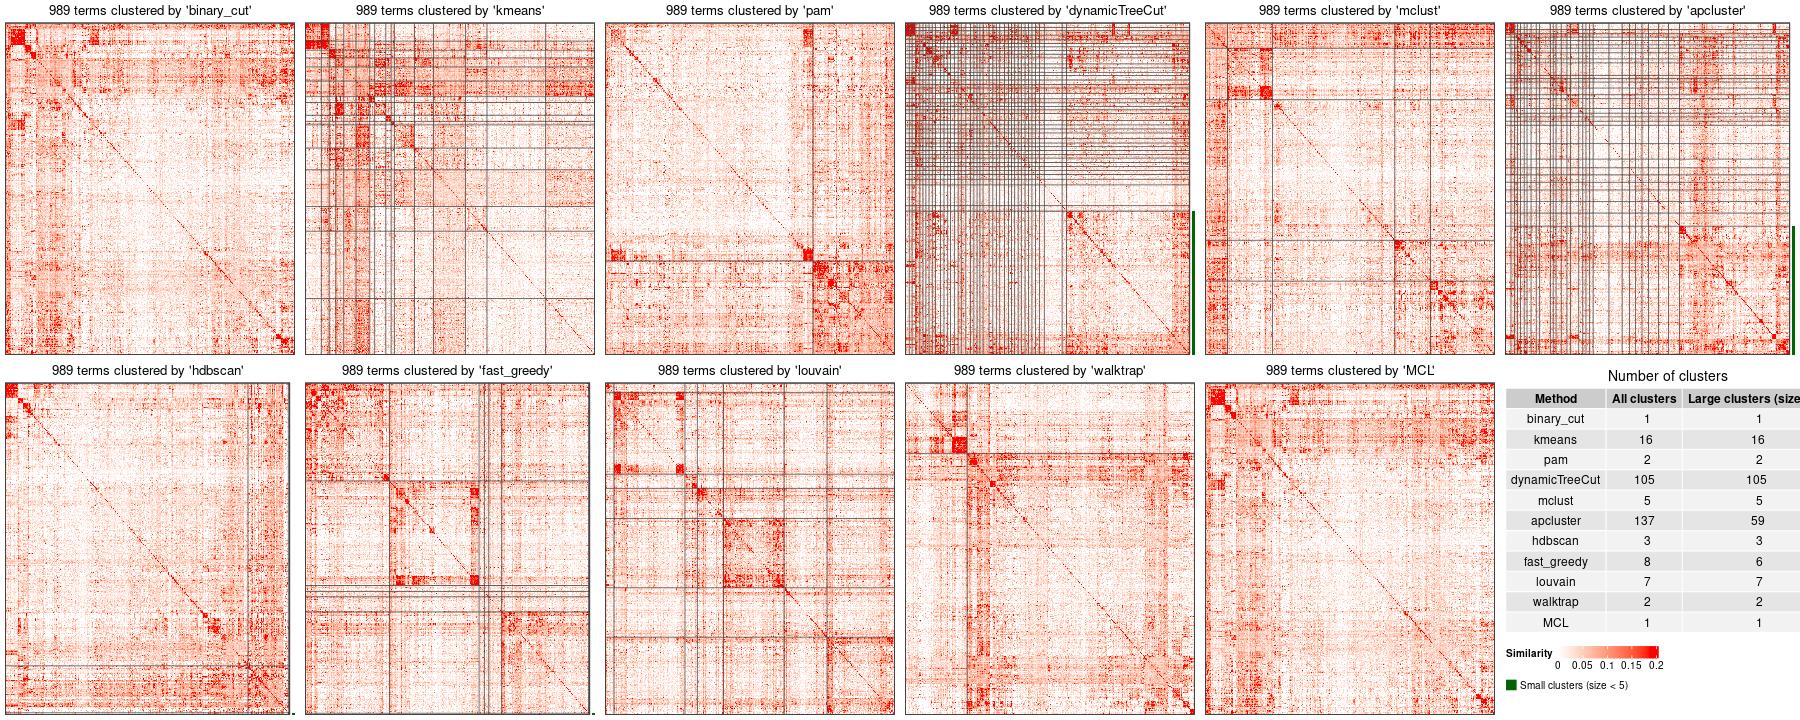 989 terms clustered by 'binary_cut'
989 terms clustered by 'kmeans'
989 terms clustered by 'pam'
989 terms clustered by 'dynamicTreeCut'
989 terms clustered by 'mclust'
989 terms clustered by 'apcluster'
989 terms clustered by 'hdbscan'
989 terms clustered by 'fast_greedy'
989 terms clustered by 'louvain'
989 terms clustered by 'walktrap'
989 terms clustered by 'MCL'
Number of clusters
Method All clusters Large clusters (size
binary_cut 1 1
kmeans 16 16
pam 2 2
dynamicTreeCut 105 105
mclust 5 5
apcluster 137 59
hdbscan 3 3
fast_greedy 8 6
louvain 7 7
walktrap 2 2
MCL 1 1
Similarity
0 0.05 0.1 0.15 0.2
Small clusters (size < 5)